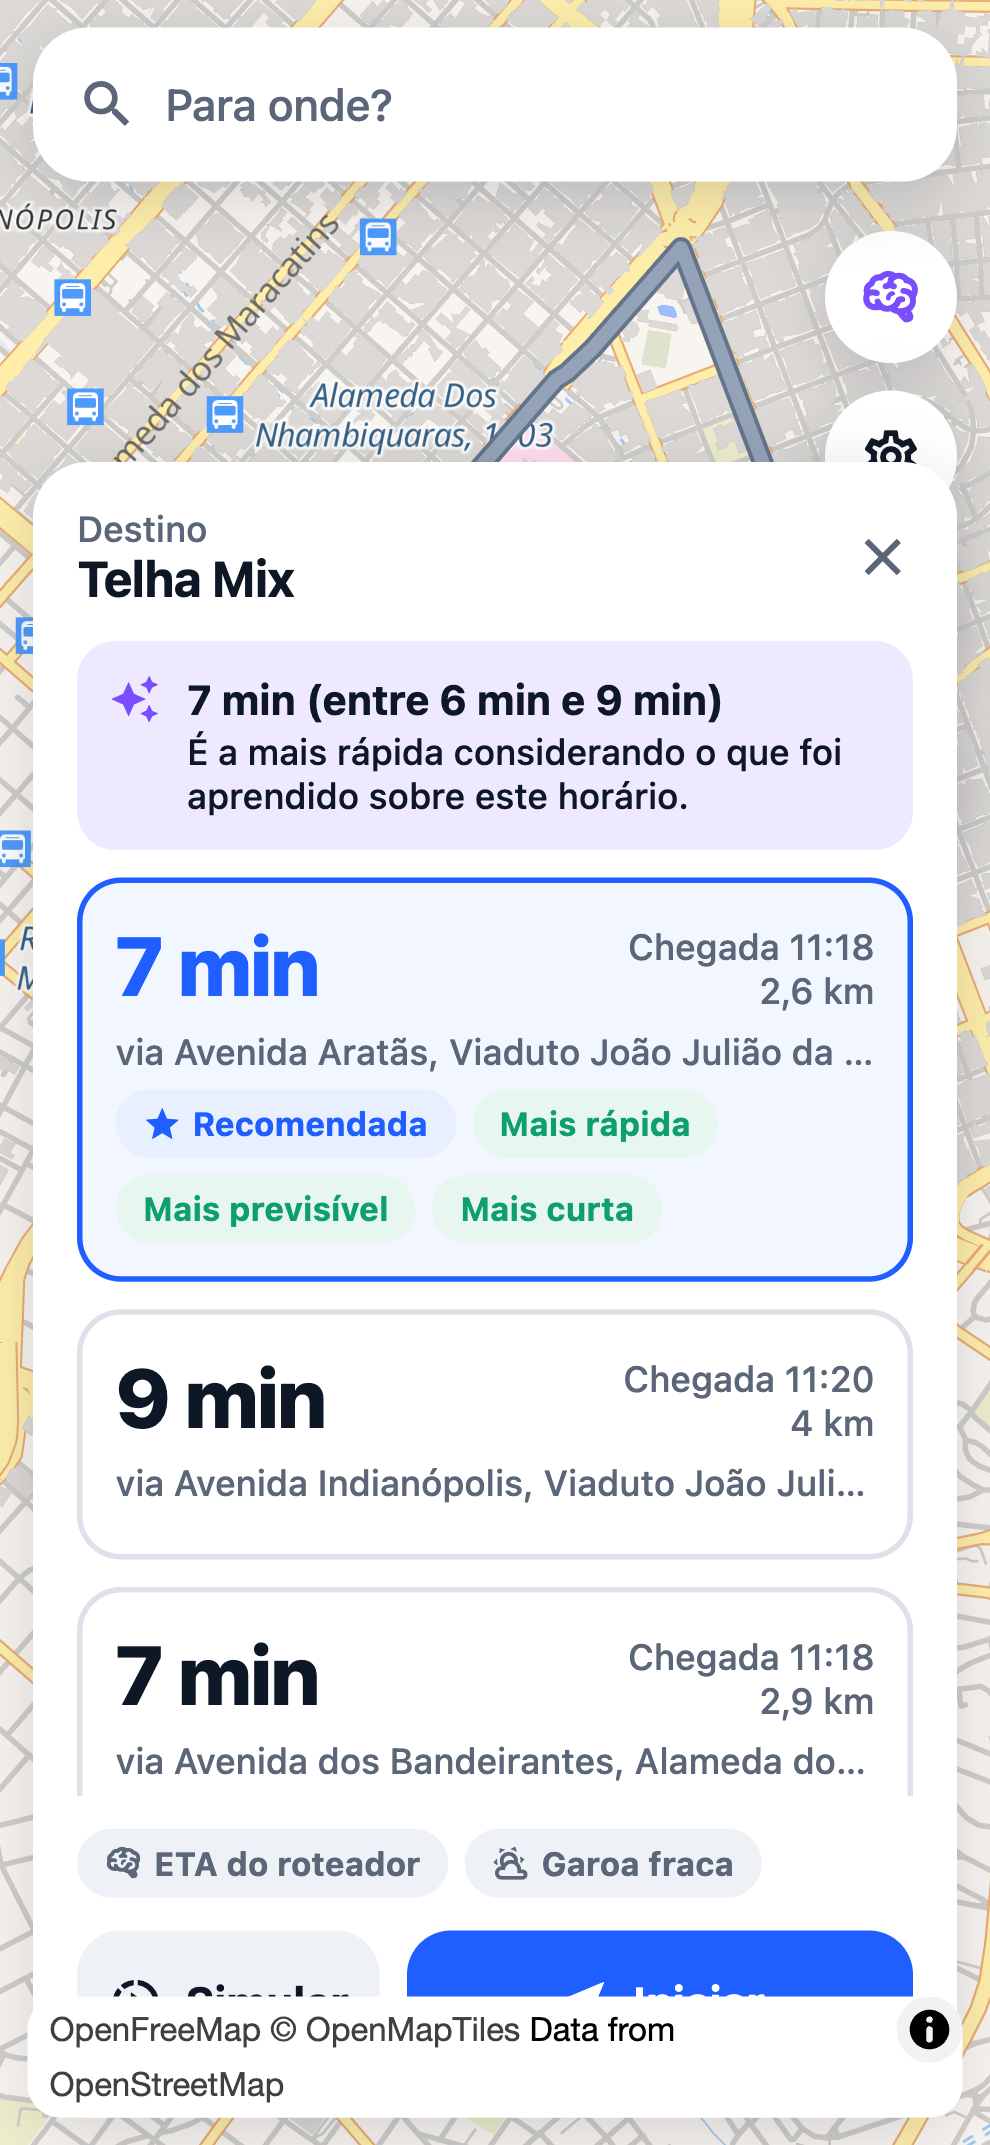 Para onde?
NÓPOLIS
meda dos Maracatins
Alameda Dos
Nhambiquaras, 1 03
Destino
Telha Mix
7 min (entre 6 min e 9 min)
É a mais rápida considerando o que foi
aprendido sobre este horário.
7 min
Chegada 11:18
2,6 km
via Avenida Aratãs, Viaduto João Julião da ...
Recomendada
Mais rápida
Mais previsível
Mais curta
9 min
Chegada 11:20
4 km
via Avenida Indianópolis, Viaduto João Juli...
7 min
Chegada 11:18
2,9 km
via Avenida dos Bandeirantes, Alameda do...
ETA do roteador
Garoa fraca
Simular
Iniciar
OpenFreeMap © OpenMapTiles Data from
OpenStreetMap